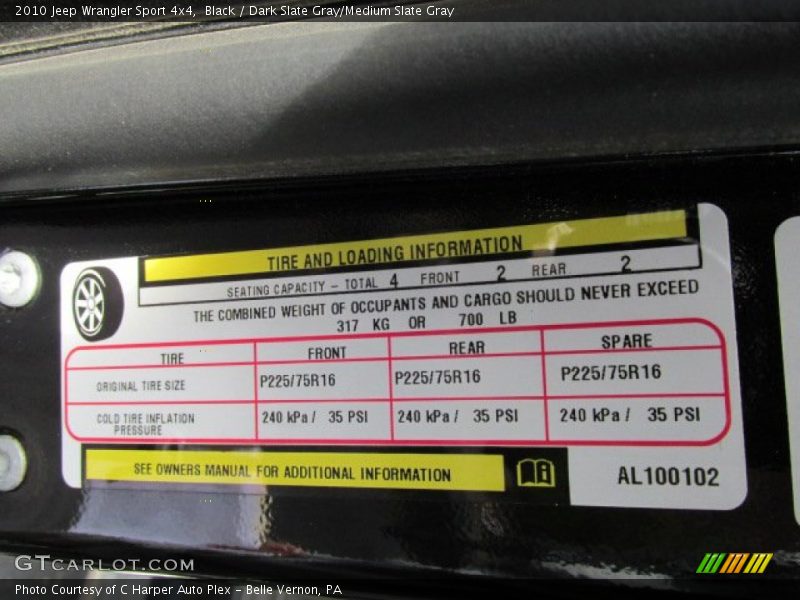 2010 Jeep Wrangler Sport 4x4,  Black / Dark Slate Gray/Medium Slate Gray
TIRE AND LOADING INFORMATION
SEATING CAPACITY – TOTAL 4 FRONT 2 REAR 2
THE COMBINED WEIGHT OF OCCUPANTS AND CARGO SHOULD NEVER EXCEED
317 KG OR 700 LB
TIRE FRONT REAR SPARE
ORIGINAL TIRE SIZE P225/75R16 P225/75R16 P225/75R16
COLD TIRE INFLATION 240 kPa / 35 PSI 240 kPa / 35 PSI 240 kPa / 35 PSI
PRESSURE
SEE OWNERS MANUAL FOR ADDITIONAL INFORMATION
AL100102
GTCARLOT.COM
Photo Courtesy of C Harper Auto Plex – Belle Vernon, PA